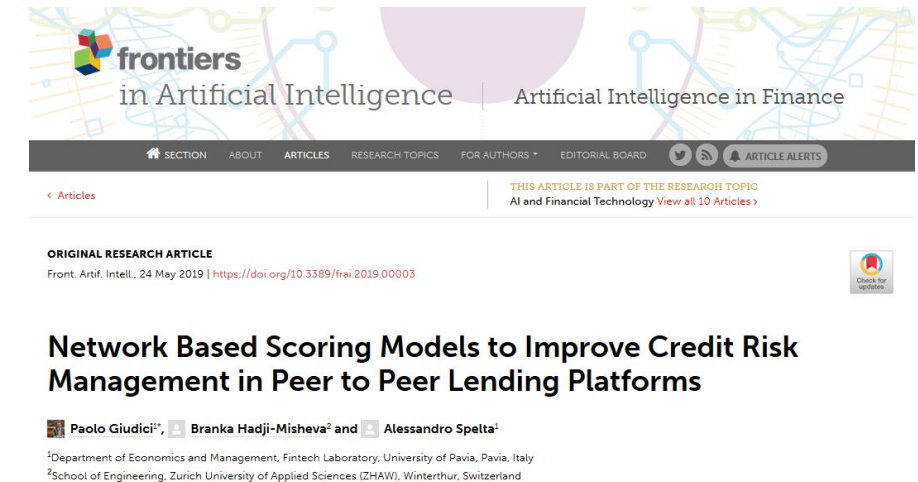 frontiers
in Artificial Intelligence
Artificial Intelligence in Finance
SECTION ABOUT ARTICLES RESEARCH TOPICS FOR AUTHORS EDITORIAL BOARD ARTICLE ALERTS
< Articles
THIS ARTICLE IS PART OF THE RESEARCH TOPIC
AI and Financial Technology View all 10 Articles >
ORIGINAL RESEARCH ARTICLE
Front. Artif. Intell., 24 May 2019 | https://doi.org/10.3389/frai.2019.00003
Check for
updates
Network Based Scoring Models to Improve Credit Risk
Management in Peer to Peer Lending Platforms
Paolo Giudici¹*, Branka Hadji-Misheva² and Alessandro Spelta¹
¹Department of Economics and Management, Fintech Laboratory, University of Pavia, Pavia, Italy
²School of Engineering, Zurich University of Applied Sciences (ZHAW), Winterthur, Switzerland